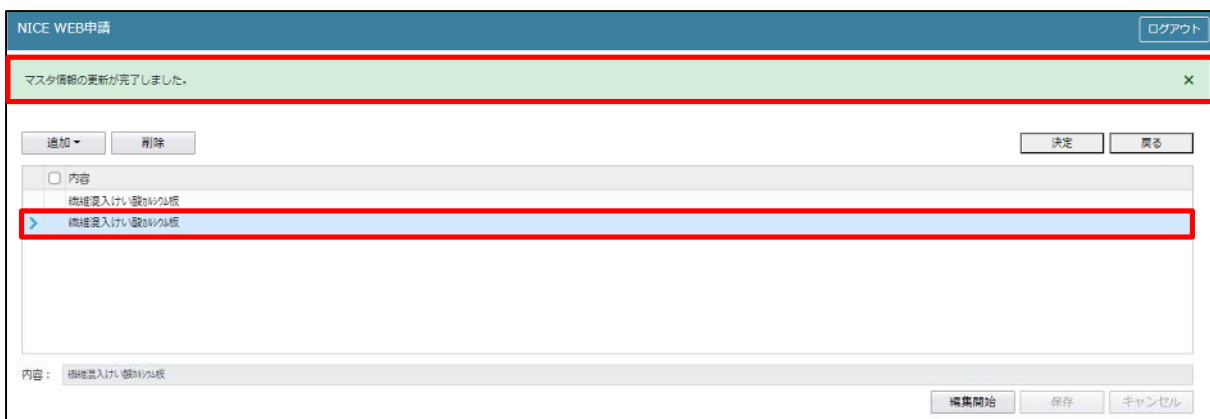 NICE WEB申請
ログアウト
マスタ情報の更新が完了しました。
×
追加 削除
決定 戻る
内容
繊維混入けい酸ｶﾙｼｳﾑ板
繊維混入けい酸ｶﾙｼｳﾑ板
内容： 繊維混入けい酸ｶﾙｼｳﾑ板
編集開始 保存 キャンセル